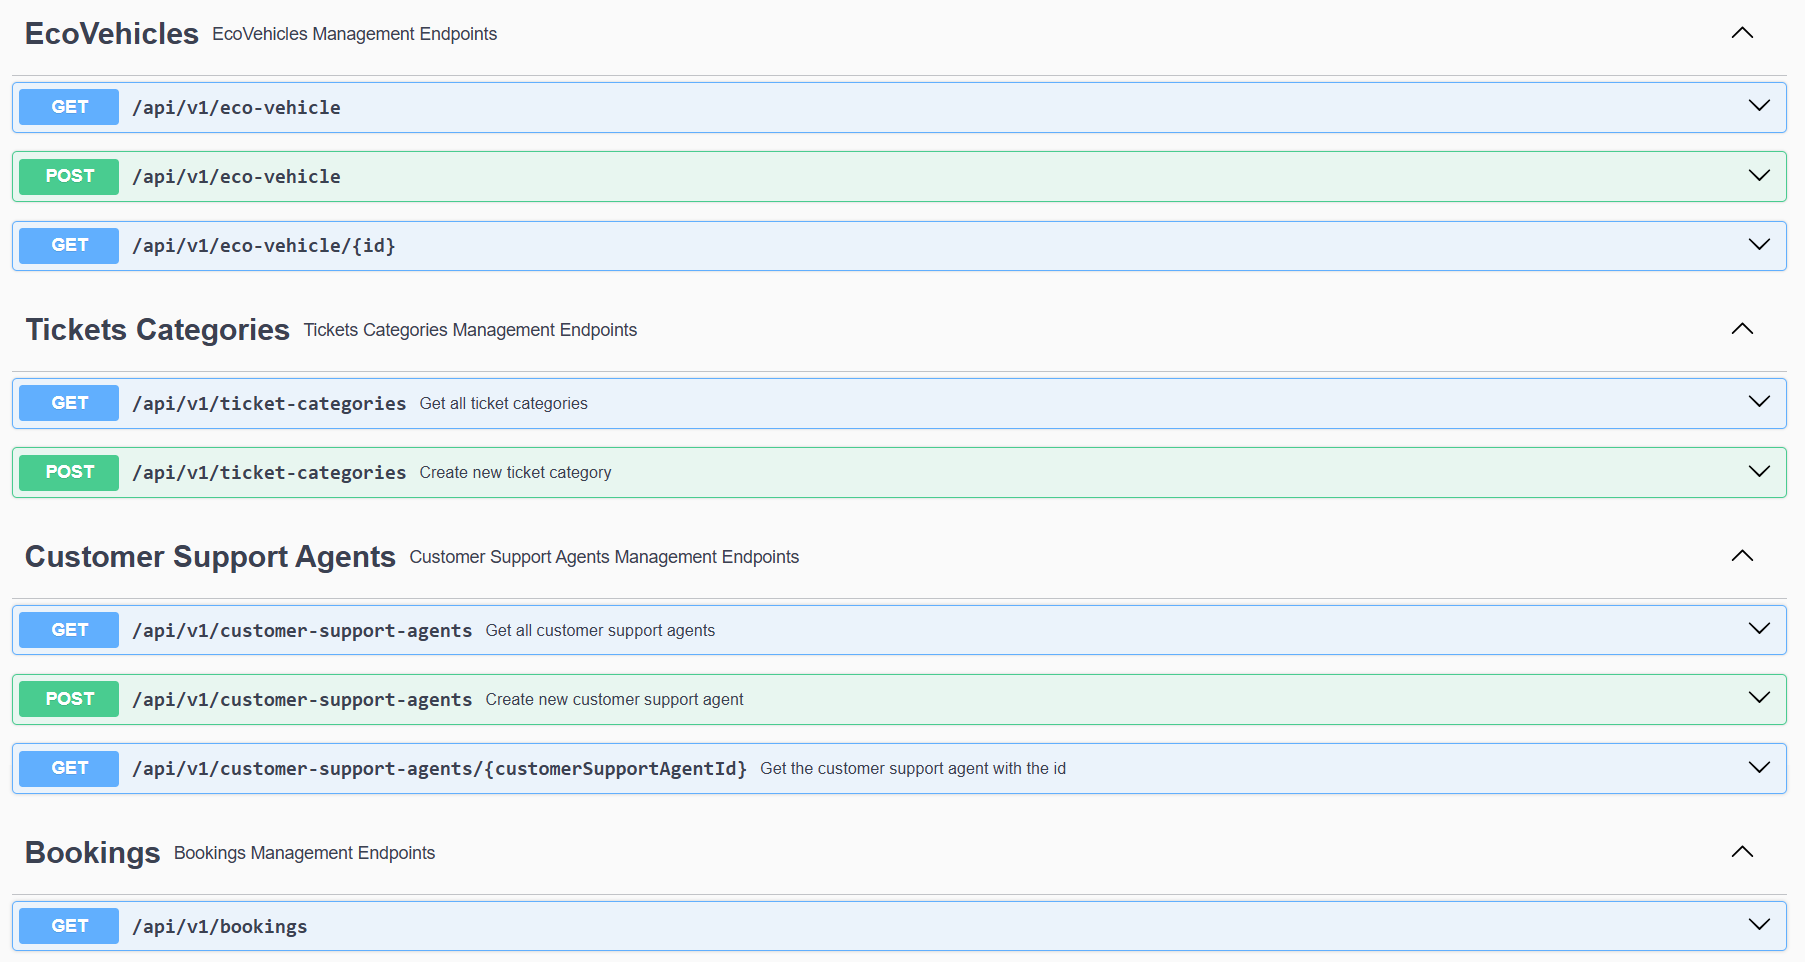 EcoVehicles EcoVehicles Management Endpoints
GET /api/v1/eco-vehicle
POST /api/v1/eco-vehicle
GET /api/v1/eco-vehicle/{id}
Tickets Categories Tickets Categories Management Endpoints
GET /api/v1/ticket-categories Get all ticket categories
POST /api/v1/ticket-categories Create new ticket category
Customer Support Agents Customer Support Agents Management Endpoints
GET /api/v1/customer-support-agents Get all customer support agents
POST /api/v1/customer-support-agents Create new customer support agent
GET /api/v1/customer-support-agents/{customerSupportAgentId} Get the customer support agent with the id
Bookings Bookings Management Endpoints
GET /api/v1/bookings